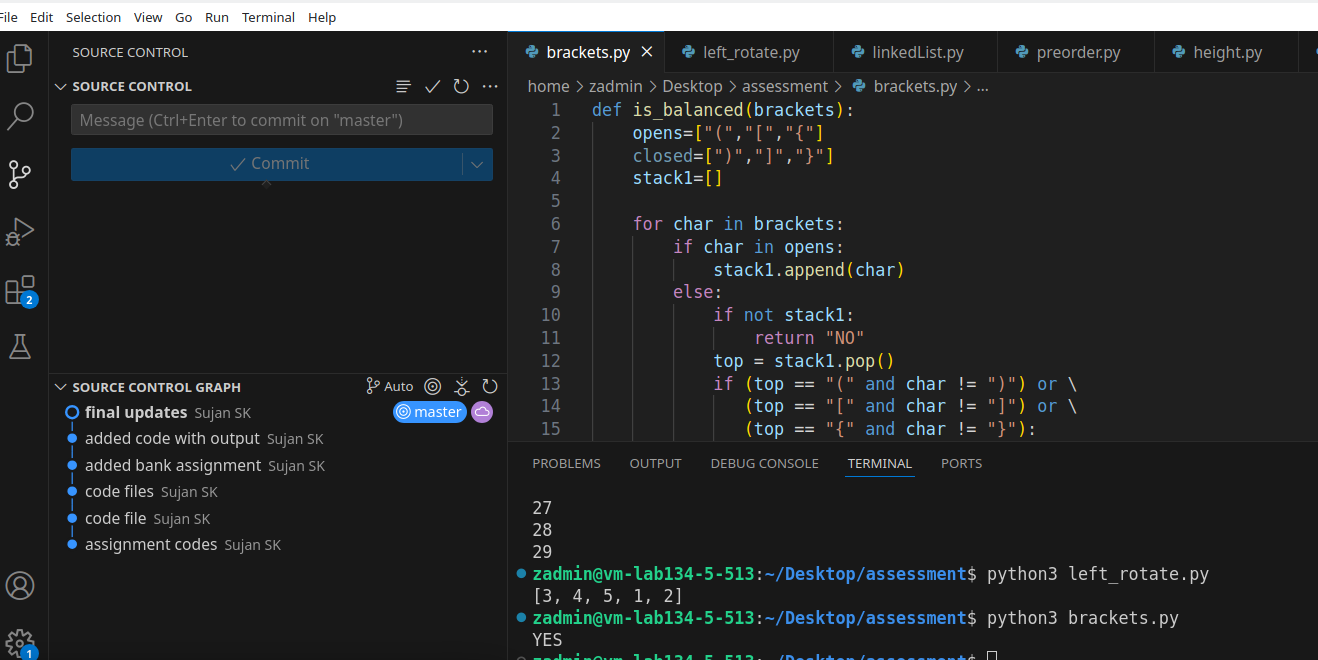 File Edit Selection View Go Run Terminal Help
SOURCE CONTROL
SOURCE CONTROL
Message (Ctrl+Enter to commit on "master")
Commit
2
SOURCE CONTROL GRAPH
Auto
final updates Sujan SK master
added code with output Sujan SK
added bank assignment Sujan SK
code files Sujan SK
code file Sujan SK
assignment codes Sujan SK
1
brackets.py left_rotate.py linkedList.py preorder.py height.py
home > zadmin > Desktop > assessment > brackets.py > ...
1 def is_balanced(brackets):
2 opens=["(","[","{"]
3 closed=[")","]","}"]
4 stack1=[]
5
6 for char in brackets:
7 if char in opens:
8 stack1.append(char)
9 else:
10 if not stack1:
11 return "NO"
12 top = stack1.pop()
13 if (top == "(" and char != ")") or \
14 (top == "[" and char != "]") or \
15 (top == "{" and char != "}"):
PROBLEMS OUTPUT DEBUG CONSOLE TERMINAL PORTS
27
28
29
zadmin@vm-lab134-5-513:~/Desktop/assessment$ python3 left_rotate.py
[3, 4, 5, 1, 2]
zadmin@vm-lab134-5-513:~/Desktop/assessment$ python3 brackets.py
YES
zadmin@vm-lab134-5-513:~/Desktop/assessment$